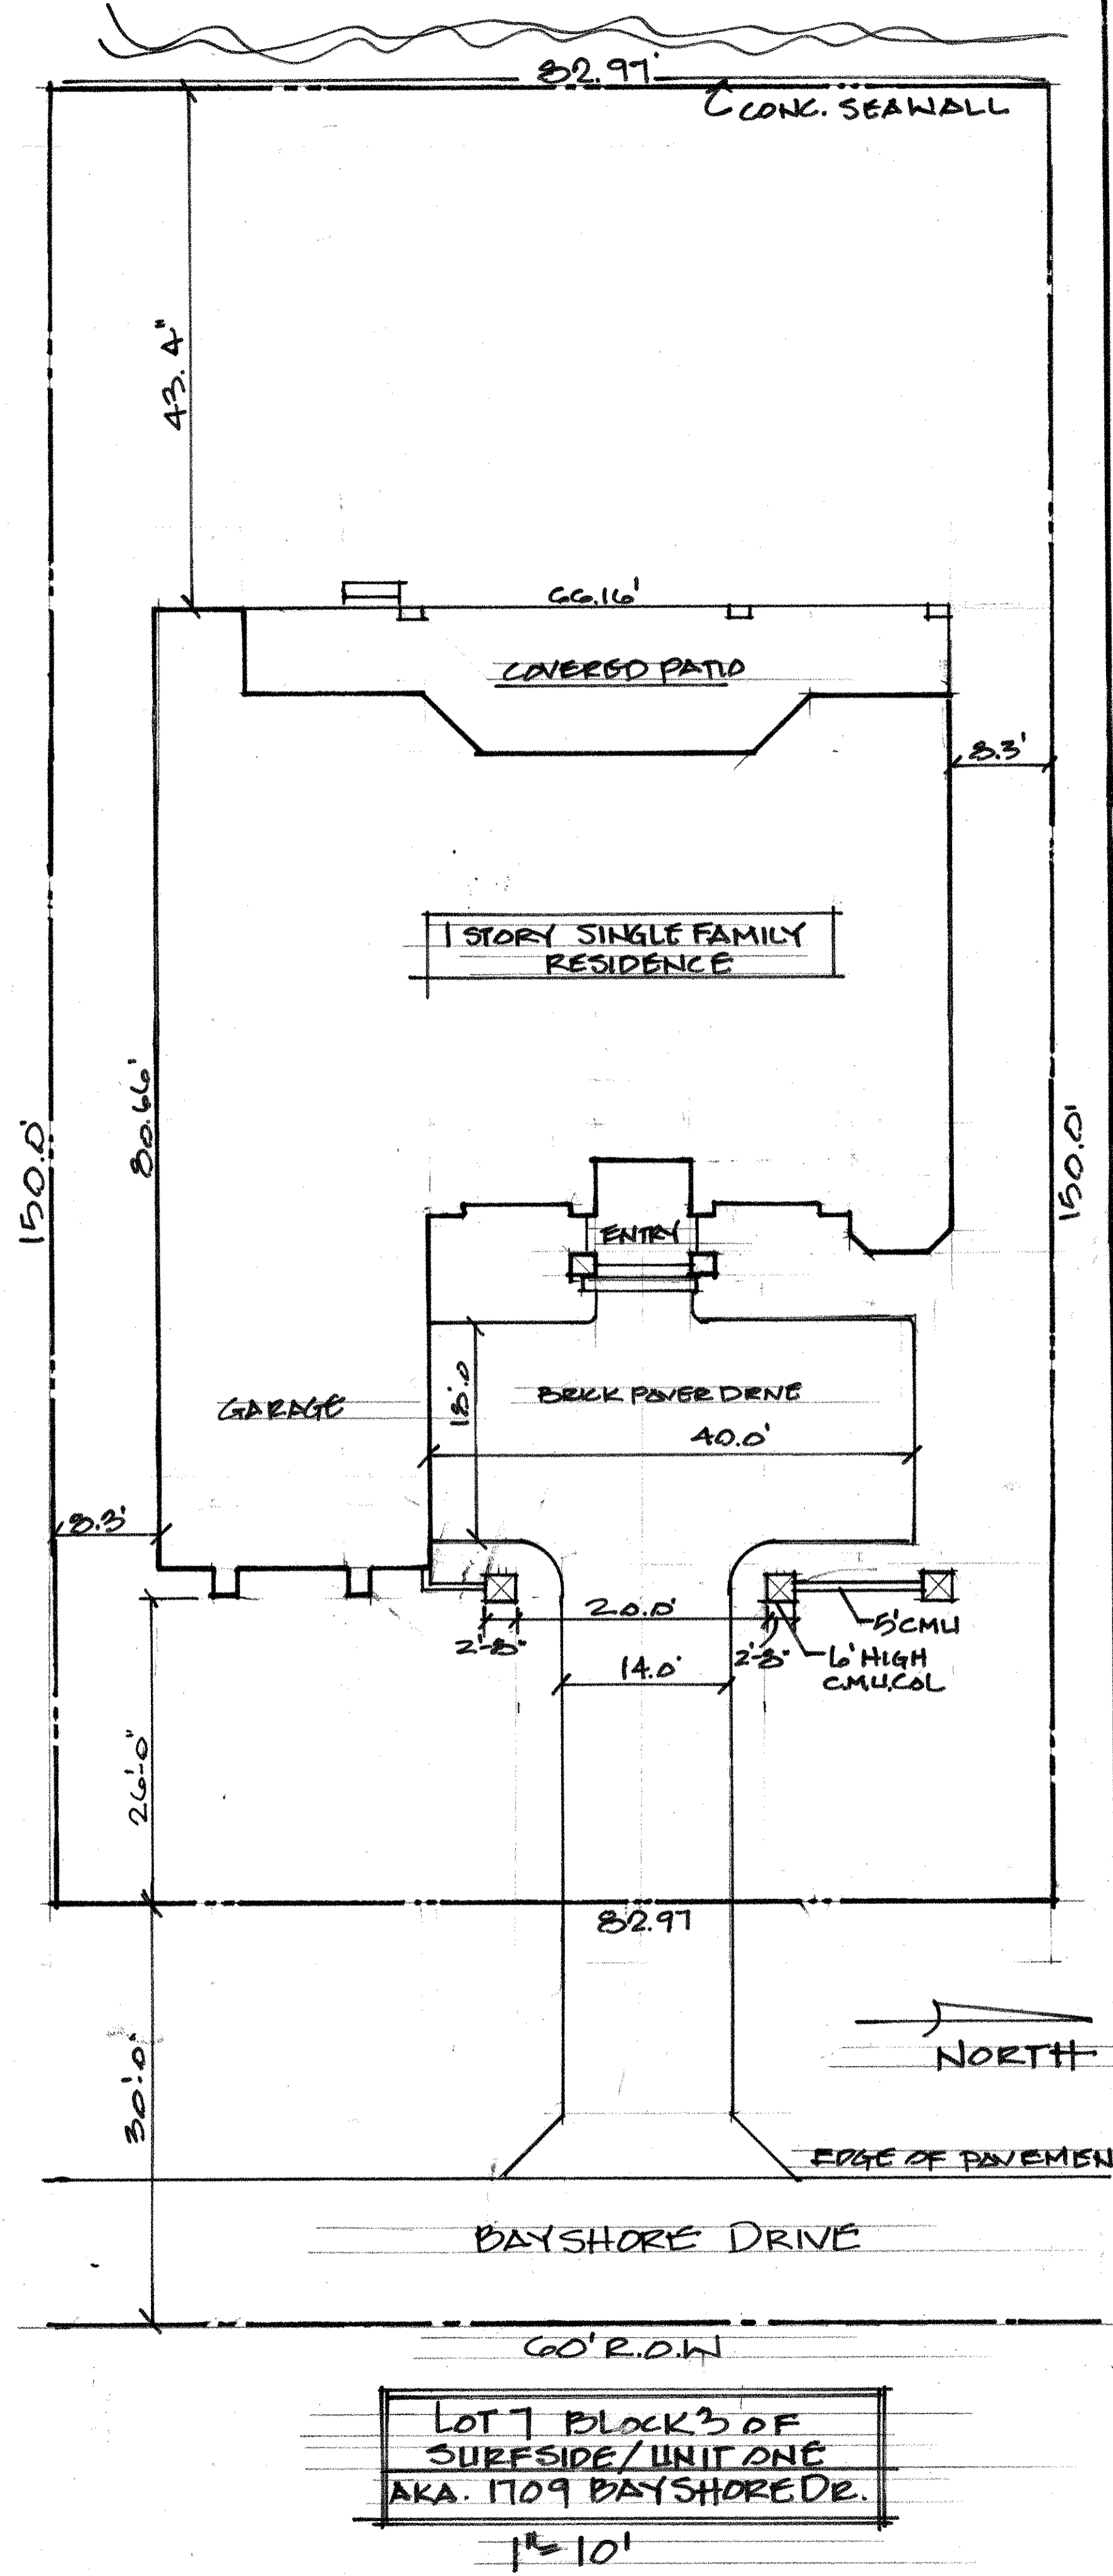 82.97'
CONC. SEAWALL
43. 4"
66.16'
COVERED PATIO
8.3'
1 STORY SINGLE FAMILY
RESIDENCE
80.66'
150.0'
150.0'
ENTRY
18'.0
BRICK PAVER DRIVE
GARAGE
40.0'
8.3'
20.0'
5' CMU
2'-8"
2'-8"
6' HIGH
C.M.U. COL
14.0'
26'-0"
82.97
NORTH
30'-0"
EDGE OF PAVEMEN
BAYSHORE DRIVE
60' R.O.W
LOT 7 BLOCK 3 OF
SURFSIDE/UNIT ONE
AKA. 1709 BAYSHORE DR.
1"= 10'